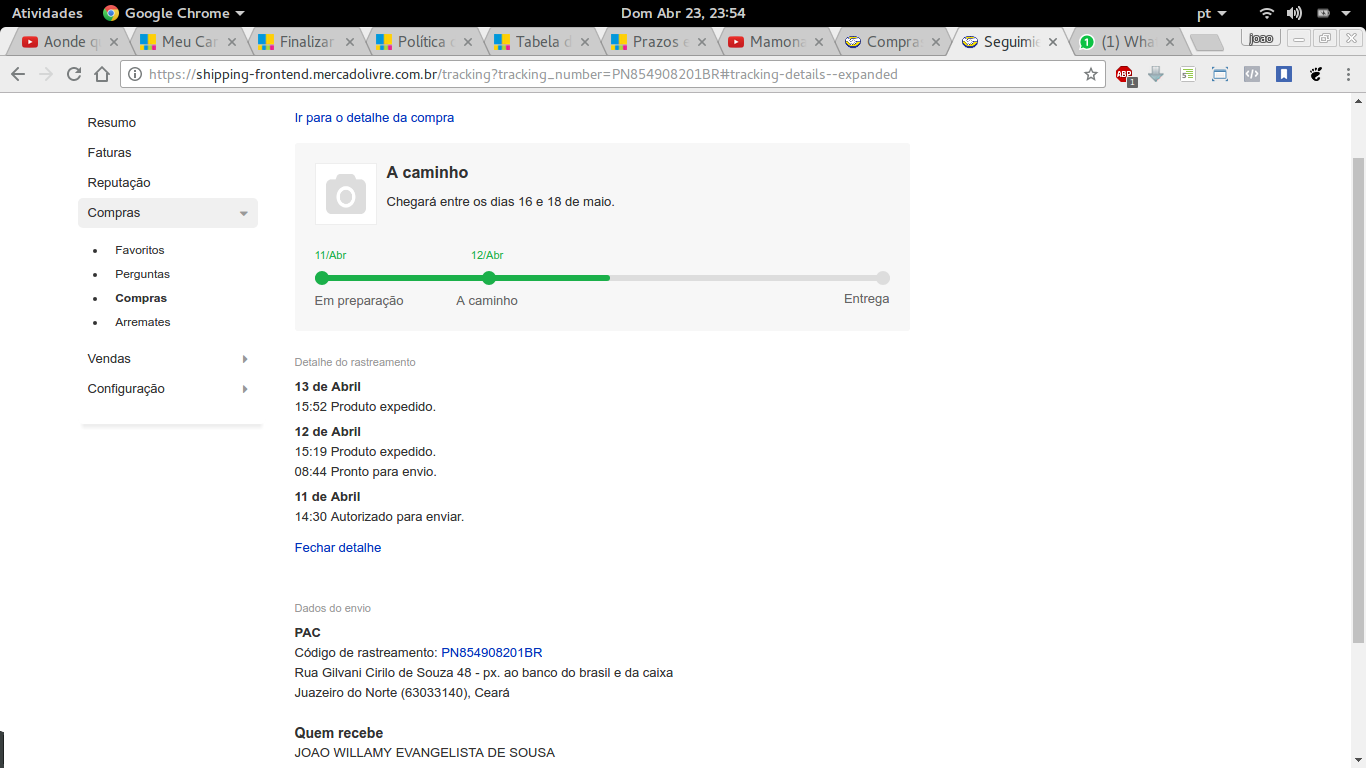 Atividades Google Chrome Dom Abr 23, 23:54 pt
Aonde q Meu Car Finalizar Política Tabela d Prazos e Mamona Compra Seguimie (1) Wha joao
https://shipping-frontend.mercadolivre.com.br/tracking?tracking_number=PN854908201BR#tracking-details--expanded ABP 1
Resumo
Faturas
Reputação
Compras
Favoritos
Perguntas
Compras
Arremates
Vendas
Configuração
Ir para o detalhe da compra
A caminho
Chegará entre os dias 16 e 18 de maio.
11/Abr 12/Abr
Em preparação A caminho Entrega
Detalhe do rastreamento
13 de Abril
15:52 Produto expedido.
12 de Abril
15:19 Produto expedido.
08:44 Pronto para envio.
11 de Abril
14:30 Autorizado para enviar.
Fechar detalhe
Dados do envio
PAC
Código de rastreamento: PN854908201BR
Rua Gilvani Cirilo de Souza 48 - px. ao banco do brasil e da caixa
Juazeiro do Norte (63033140), Ceará
Quem recebe
JOAO WILLAMY EVANGELISTA DE SOUSA